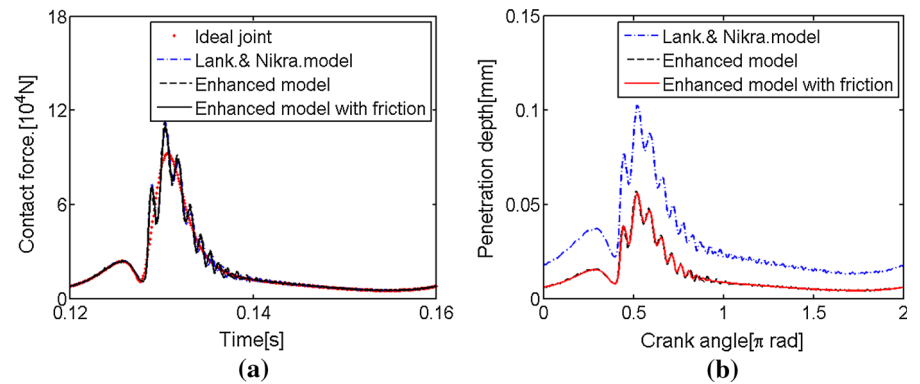 18
12
6
0
Contact force.[10⁴N]
Ideal joint
Lank.& Nikra.model
Enhanced model
Enhanced model with friction
0.12
0.14
0.16
Time[s]
(a)
0.15
0.1
0.05
0
Penetration depth[mm]
Lank.& Nikra.model
Enhanced model
Enhanced model with friction
0
0.5
1
1.5
2
Crank angle[π rad]
(b)